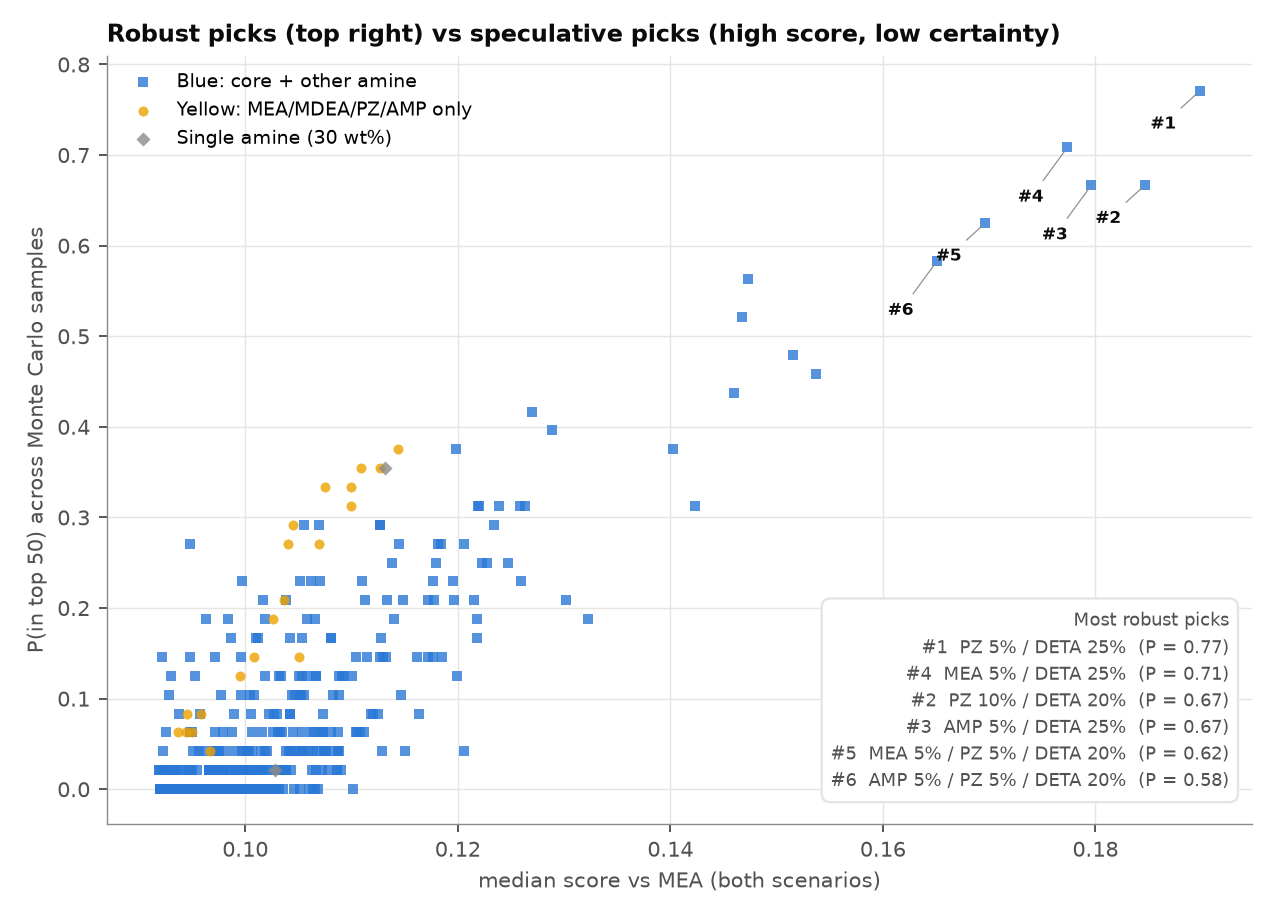 Robust picks (top right) vs speculative picks (high score, low certainty)
Blue: core + other amine
Yellow: MEA/MDEA/PZ/AMP only
Single amine (30 wt%)
P(in top 50) across Monte Carlo samples
0.8
0.7
0.6
0.5
0.4
0.3
0.2
0.1
0.0
#1
#4
#2
#3
#5
#6
Most robust picks
#1 PZ 5% / DETA 25% (P = 0.77)
#4 MEA 5% / DETA 25% (P = 0.71)
#2 PZ 10% / DETA 20% (P = 0.67)
#3 AMP 5% / DETA 25% (P = 0.67)
#5 MEA 5% / PZ 5% / DETA 20% (P = 0.62)
#6 AMP 5% / PZ 5% / DETA 20% (P = 0.58)
0.10 0.12 0.14 0.16 0.18
median score vs MEA (both scenarios)